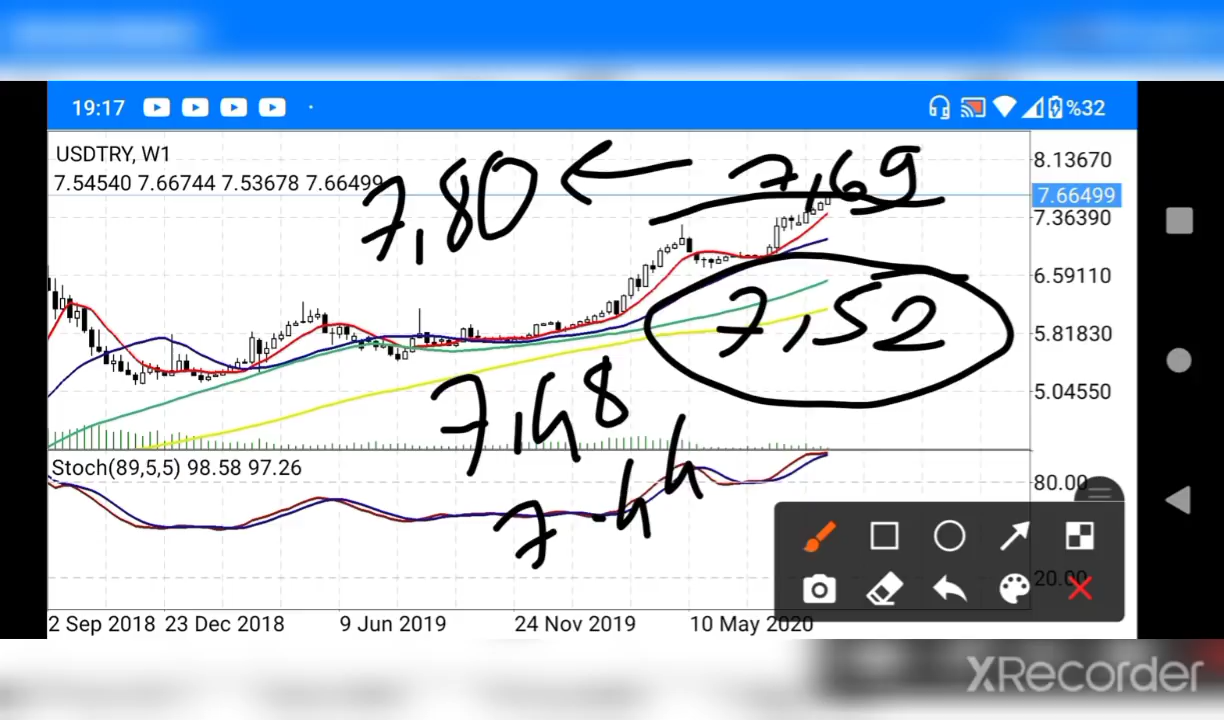 19:17 %32
USDTRY, W1
7.54540 7.66744 7.53678 7.66499
7,80 7,69
7,52
7,48
7.44
8.13670
7.66499
7.36390
6.59110
5.81830
5.04550
Stoch(89,5,5) 98.58 97.26
80.00
20.00
2 Sep 2018 23 Dec 2018 9 Jun 2019 24 Nov 2019 10 May 2020
XRecorder